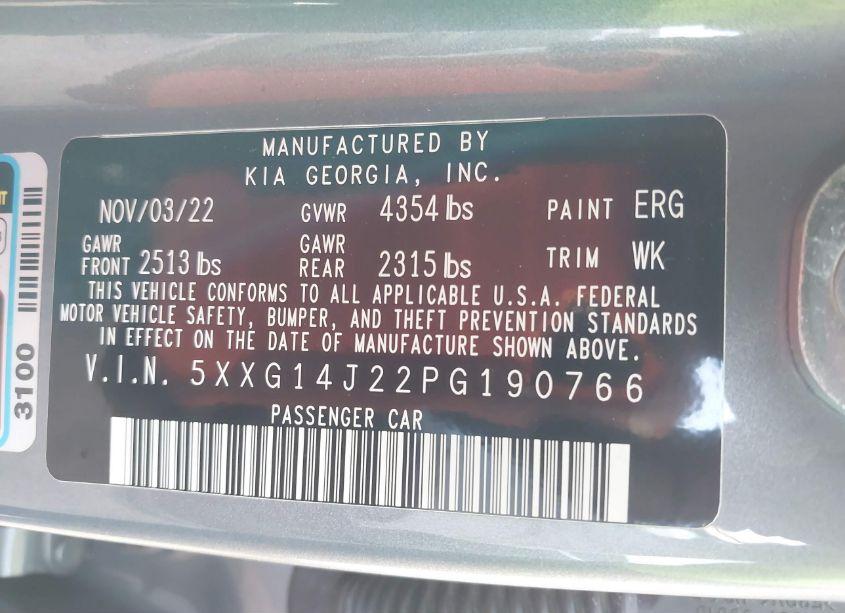 MANUFACTURED BY
KIA GEORGIA, INC.
NOV/03/22 GVWR 4354 lbs PAINT ERG
GAWR FRONT 2513 lbs GAWR REAR 2315 lbs TRIM WK
THIS VEHICLE CONFORMS TO ALL APPLICABLE U.S.A. FEDERAL
MOTOR VEHICLE SAFETY, BUMPER, AND THEFT PREVENTION STANDARDS
IN EFFECT ON THE DATE OF MANUFACTURE SHOWN ABOVE.
V.I.N. 5XXG14J22PG190766
PASSENGER CAR
3100